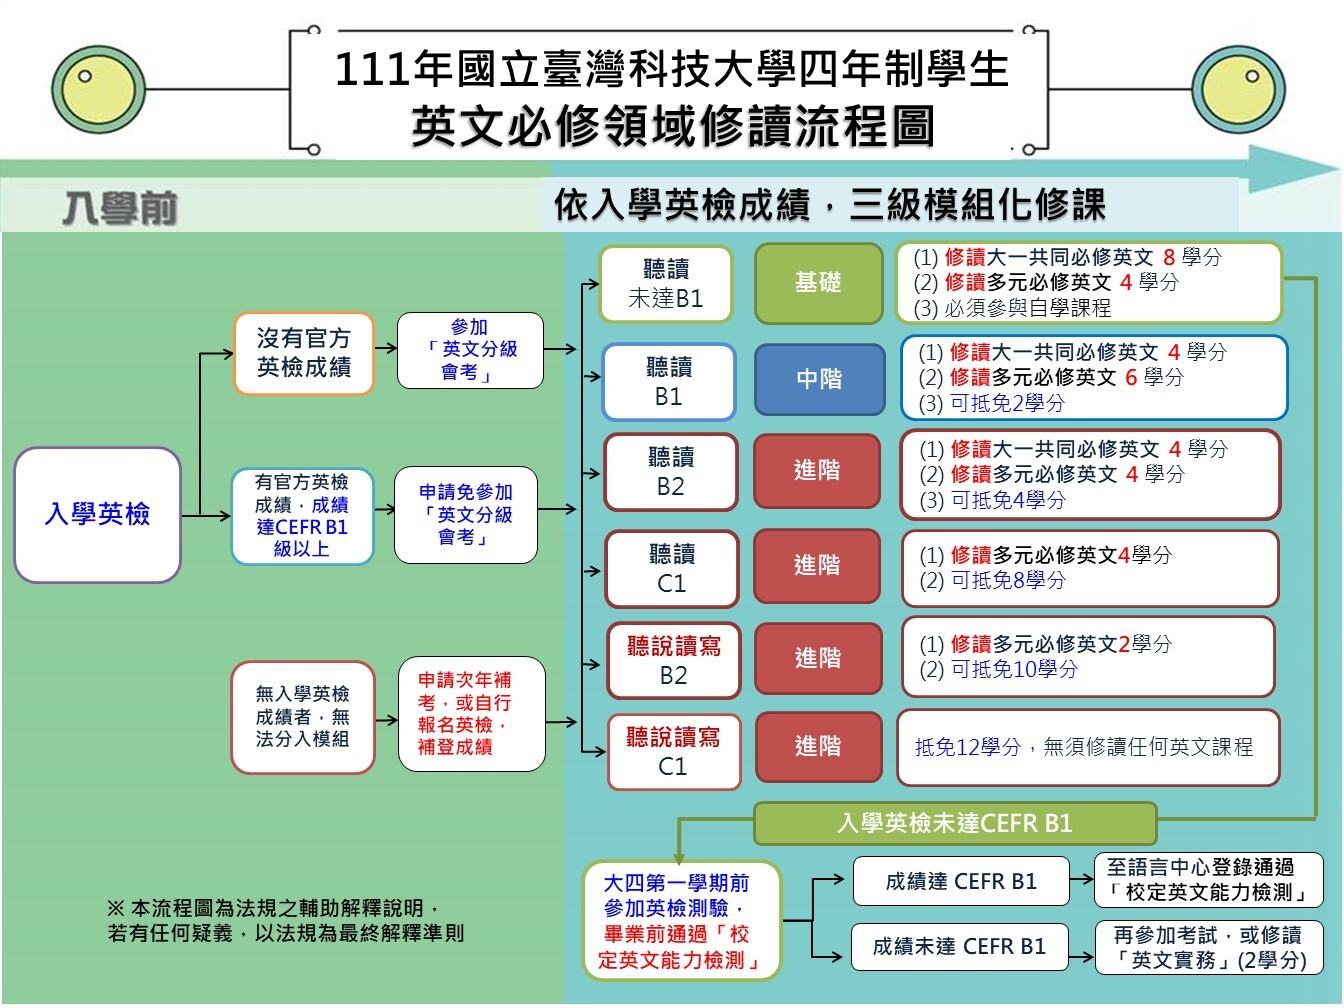 111年國立臺灣科技大學四年制學生
英文必修領域修讀流程圖
入學前
依入學英檢成績，三級模組化修課
入學英檢
沒有官方
英檢成績
參加
「英文分級
會考」
有官方英檢
成績，成績
達CEFR B1
級以上
申請免參加
「英文分級
會考」
無入學英檢
成績者，無
法分入模組
申請次年補
考，或自行
報名英檢，
補登成績
聽讀
未達B1
基礎
(1) 修讀大一共同必修英文 8 學分
(2) 修讀多元必修英文 4 學分
(3) 必須參與自學課程
聽讀
B1
中階
(1) 修讀大一共同必修英文 4 學分
(2) 修讀多元必修英文 6 學分
(3) 可抵免2學分
聽讀
B2
進階
(1) 修讀大一共同必修英文 4 學分
(2) 修讀多元必修英文 4 學分
(3) 可抵免4學分
聽讀
C1
進階
(1) 修讀多元必修英文4學分
(2) 可抵免8學分
聽說讀寫
B2
進階
(1) 修讀多元必修英文2學分
(2) 可抵免10學分
聽說讀寫
C1
進階
抵免12學分，無須修讀任何英文課程
入學英檢未達CEFR B1
大四第一學期前
參加英檢測驗，
畢業前通過「校
定英文能力檢測」
成績達 CEFR B1
至語言中心登錄通過
「校定英文能力檢測」
成績未達 CEFR B1
再參加考試，或修讀
「英文實務」(2學分)
※ 本流程圖為法規之輔助解釋說明，
若有任何疑義，以法規為最終解釋準則